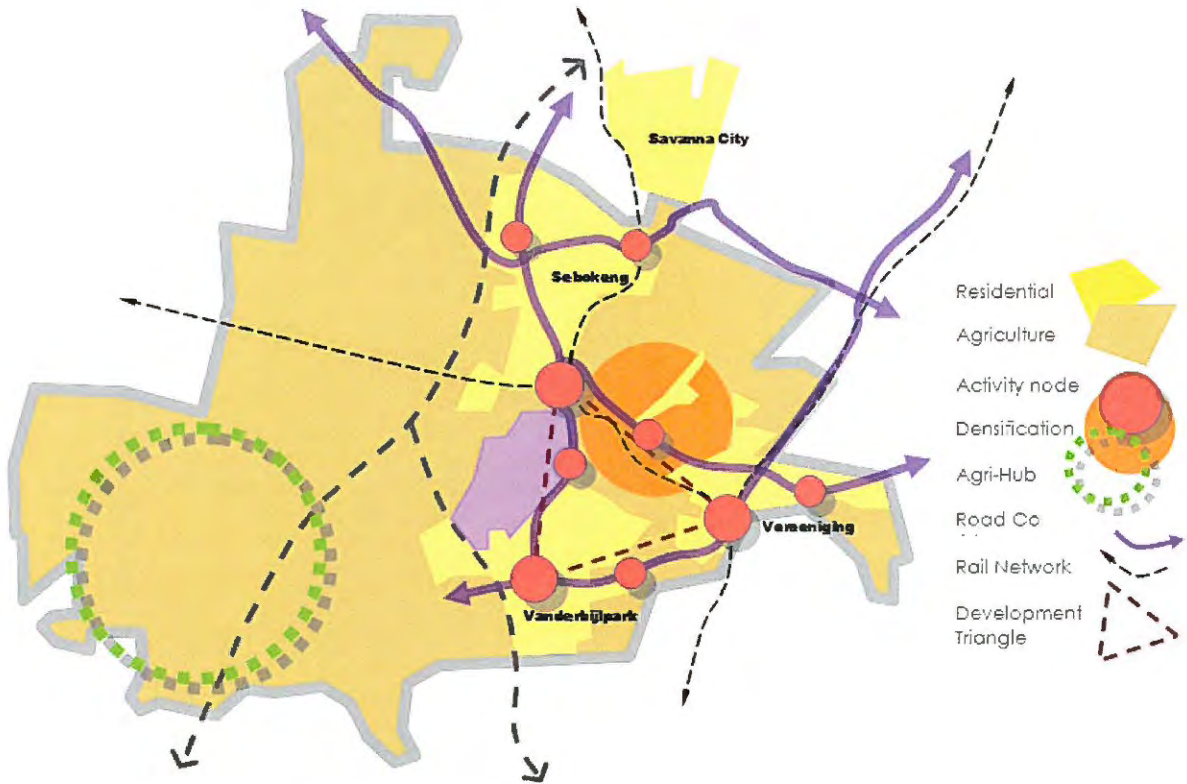 Savanna City
Sebokeng
Vereeniging
Vanderbijlpark
Residential
Agriculture
Activity node
Densification
Agri-Hub
Road Co
Rail Network
Development
Triangle